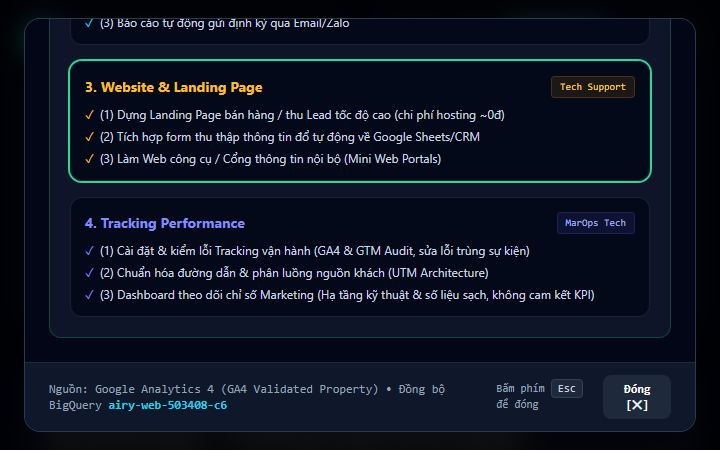 ✓ (3) Báo cáo tự động gửi định kỳ qua Email/Zalo
3. Website & Landing Page
Tech Support
✓ (1) Dựng Landing Page bán hàng / thu Lead tốc độ cao (chi phí hosting ~0đ)
✓ (2) Tích hợp form thu thập thông tin đổ tự động về Google Sheets/CRM
✓ (3) Làm Web công cụ / Cổng thông tin nội bộ (Mini Web Portals)
4. Tracking Performance
MarOps Tech
✓ (1) Cài đặt & kiểm lỗi Tracking vận hành (GA4 & GTM Audit, sửa lỗi trùng sự kiện)
✓ (2) Chuẩn hóa đường dẫn & phân luồng nguồn khách (UTM Architecture)
✓ (3) Dashboard theo dõi chỉ số Marketing (Hạ tầng kỹ thuật & số liệu sạch, không cam kết KPI)
Nguồn: Google Analytics 4 (GA4 Validated Property) • Đồng bộ
BigQuery airy-web-503408-c6
Bấm phím Esc
để đóng
Đóng
[✕]